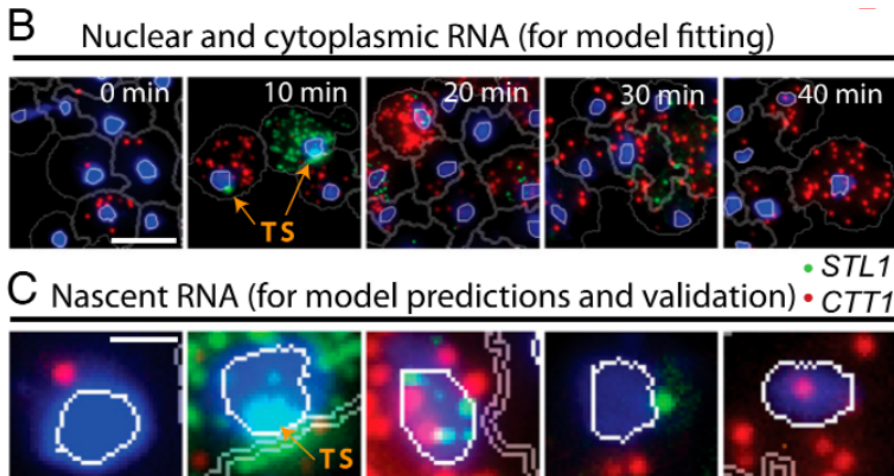 B
Nuclear and cytoplasmic RNA (for model fitting)
0 min
10 min
20 min
30 min
40 min
TS
STL1
CTT1
C
Nascent RNA (for model predictions and validation)
TS